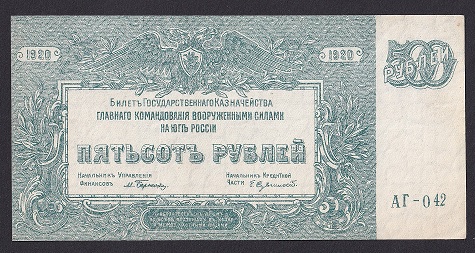 1920 1920
500
РУБЛЕЙ
Билетъ Государственнаго Казначейства
главнаго командованія вооруженными силами
на югѣ россіи
ПЯТЬСОТЪ РУБЛЕЙ
Начальникъ Управленія
Финансовъ
Начальникъ Кредитной
Части
АГ-042